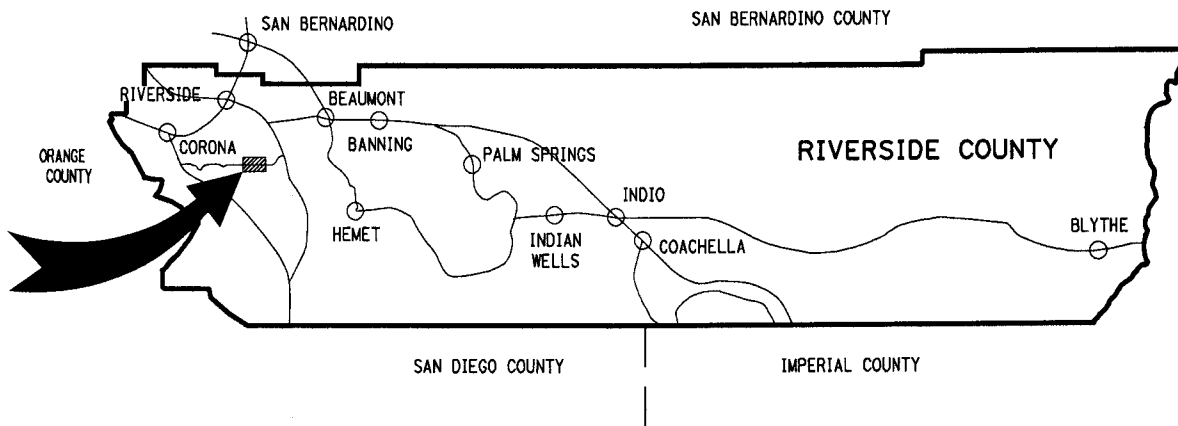 SAN BERNARDINO
SAN BERNARDINO COUNTY
RIVERSIDE
BEAUMONT
BANNING
CORONA
ORANGE
COUNTY
PALM SPRINGS
RIVERSIDE COUNTY
INDIO
HEMET
INDIAN
WELLS
COACHELLA
BLYTHE
SAN DIEGO COUNTY
IMPERIAL COUNTY